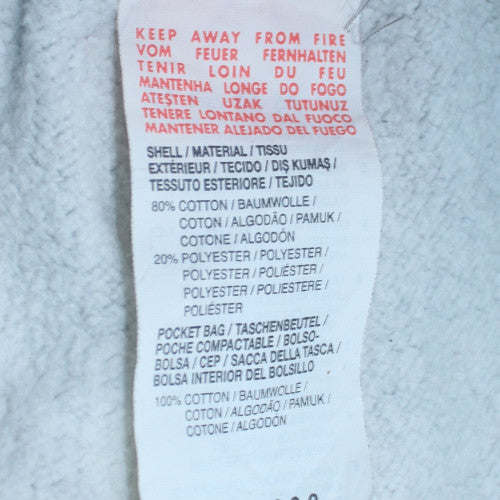 KEEP AWAY FROM FIRE
VOM FEUER FERNHALTEN
TENIR LOIN DU FEU
MANTENHA LONGE DO FOGO
ATEŞTEN UZAK TUTUNUZ
TENERE LONTANO DAL FUOCO
MANTENER ALEJADO DEL FUEGO
SHELL / MATERIAL / TISSU
EXTÉRIEUR / TECIDO / DIŞ KUMAŞ /
TESSUTO ESTERIORE / TEJIDO
80% COTTON / BAUMWOLLE /
COTON / ALGODÃO / PAMUK /
COTONE / ALGODÓN
20% POLYESTER / POLYESTER /
POLYESTER / POLIÉSTER /
POLYESTER / POLIESTERE /
POLIÉSTER
POCKET BAG / TASCHENBEUTEL /
POCHE COMPACTABLE / BOLSO-
BOLSA / CEP / SACCA DELLA TASCA /
BOLSA INTERIOR DEL BOLSILLO
100% COTTON / BAUMWOLLE /
COTON / ALGODÃO / PAMUK /
COTONE / ALGODÓN